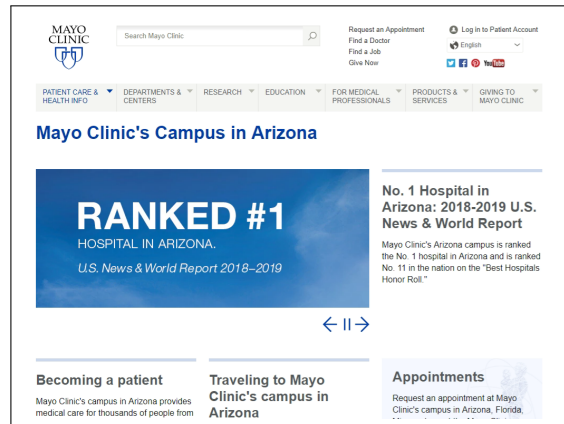 MAYO
CLINIC
Search Mayo Clinic
Request an Appointment
Find a Doctor
Find a Job
Give Now
Log in to Patient Account
English
YouTube
PATIENT CARE &
HEALTH INFO
DEPARTMENTS &
CENTERS
RESEARCH
EDUCATION
FOR MEDICAL
PROFESSIONALS
PRODUCTS &
SERVICES
GIVING TO
MAYO CLINIC
Mayo Clinic's Campus in Arizona
RANKED #1
HOSPITAL IN ARIZONA.
U.S. News & World Report 2018–2019
No. 1 Hospital in
Arizona: 2018-2019 U.S.
News & World Report
Mayo Clinic's Arizona campus is ranked
the No. 1 hospital in Arizona and is ranked
No. 11 in the nation on the "Best Hospitals
Honor Roll."
Becoming a patient
Mayo Clinic's campus in Arizona provides
medical care for thousands of people from
Traveling to Mayo
Clinic's campus in
Arizona
Appointments
Request an appointment at Mayo
Clinic's campus in Arizona, Florida,